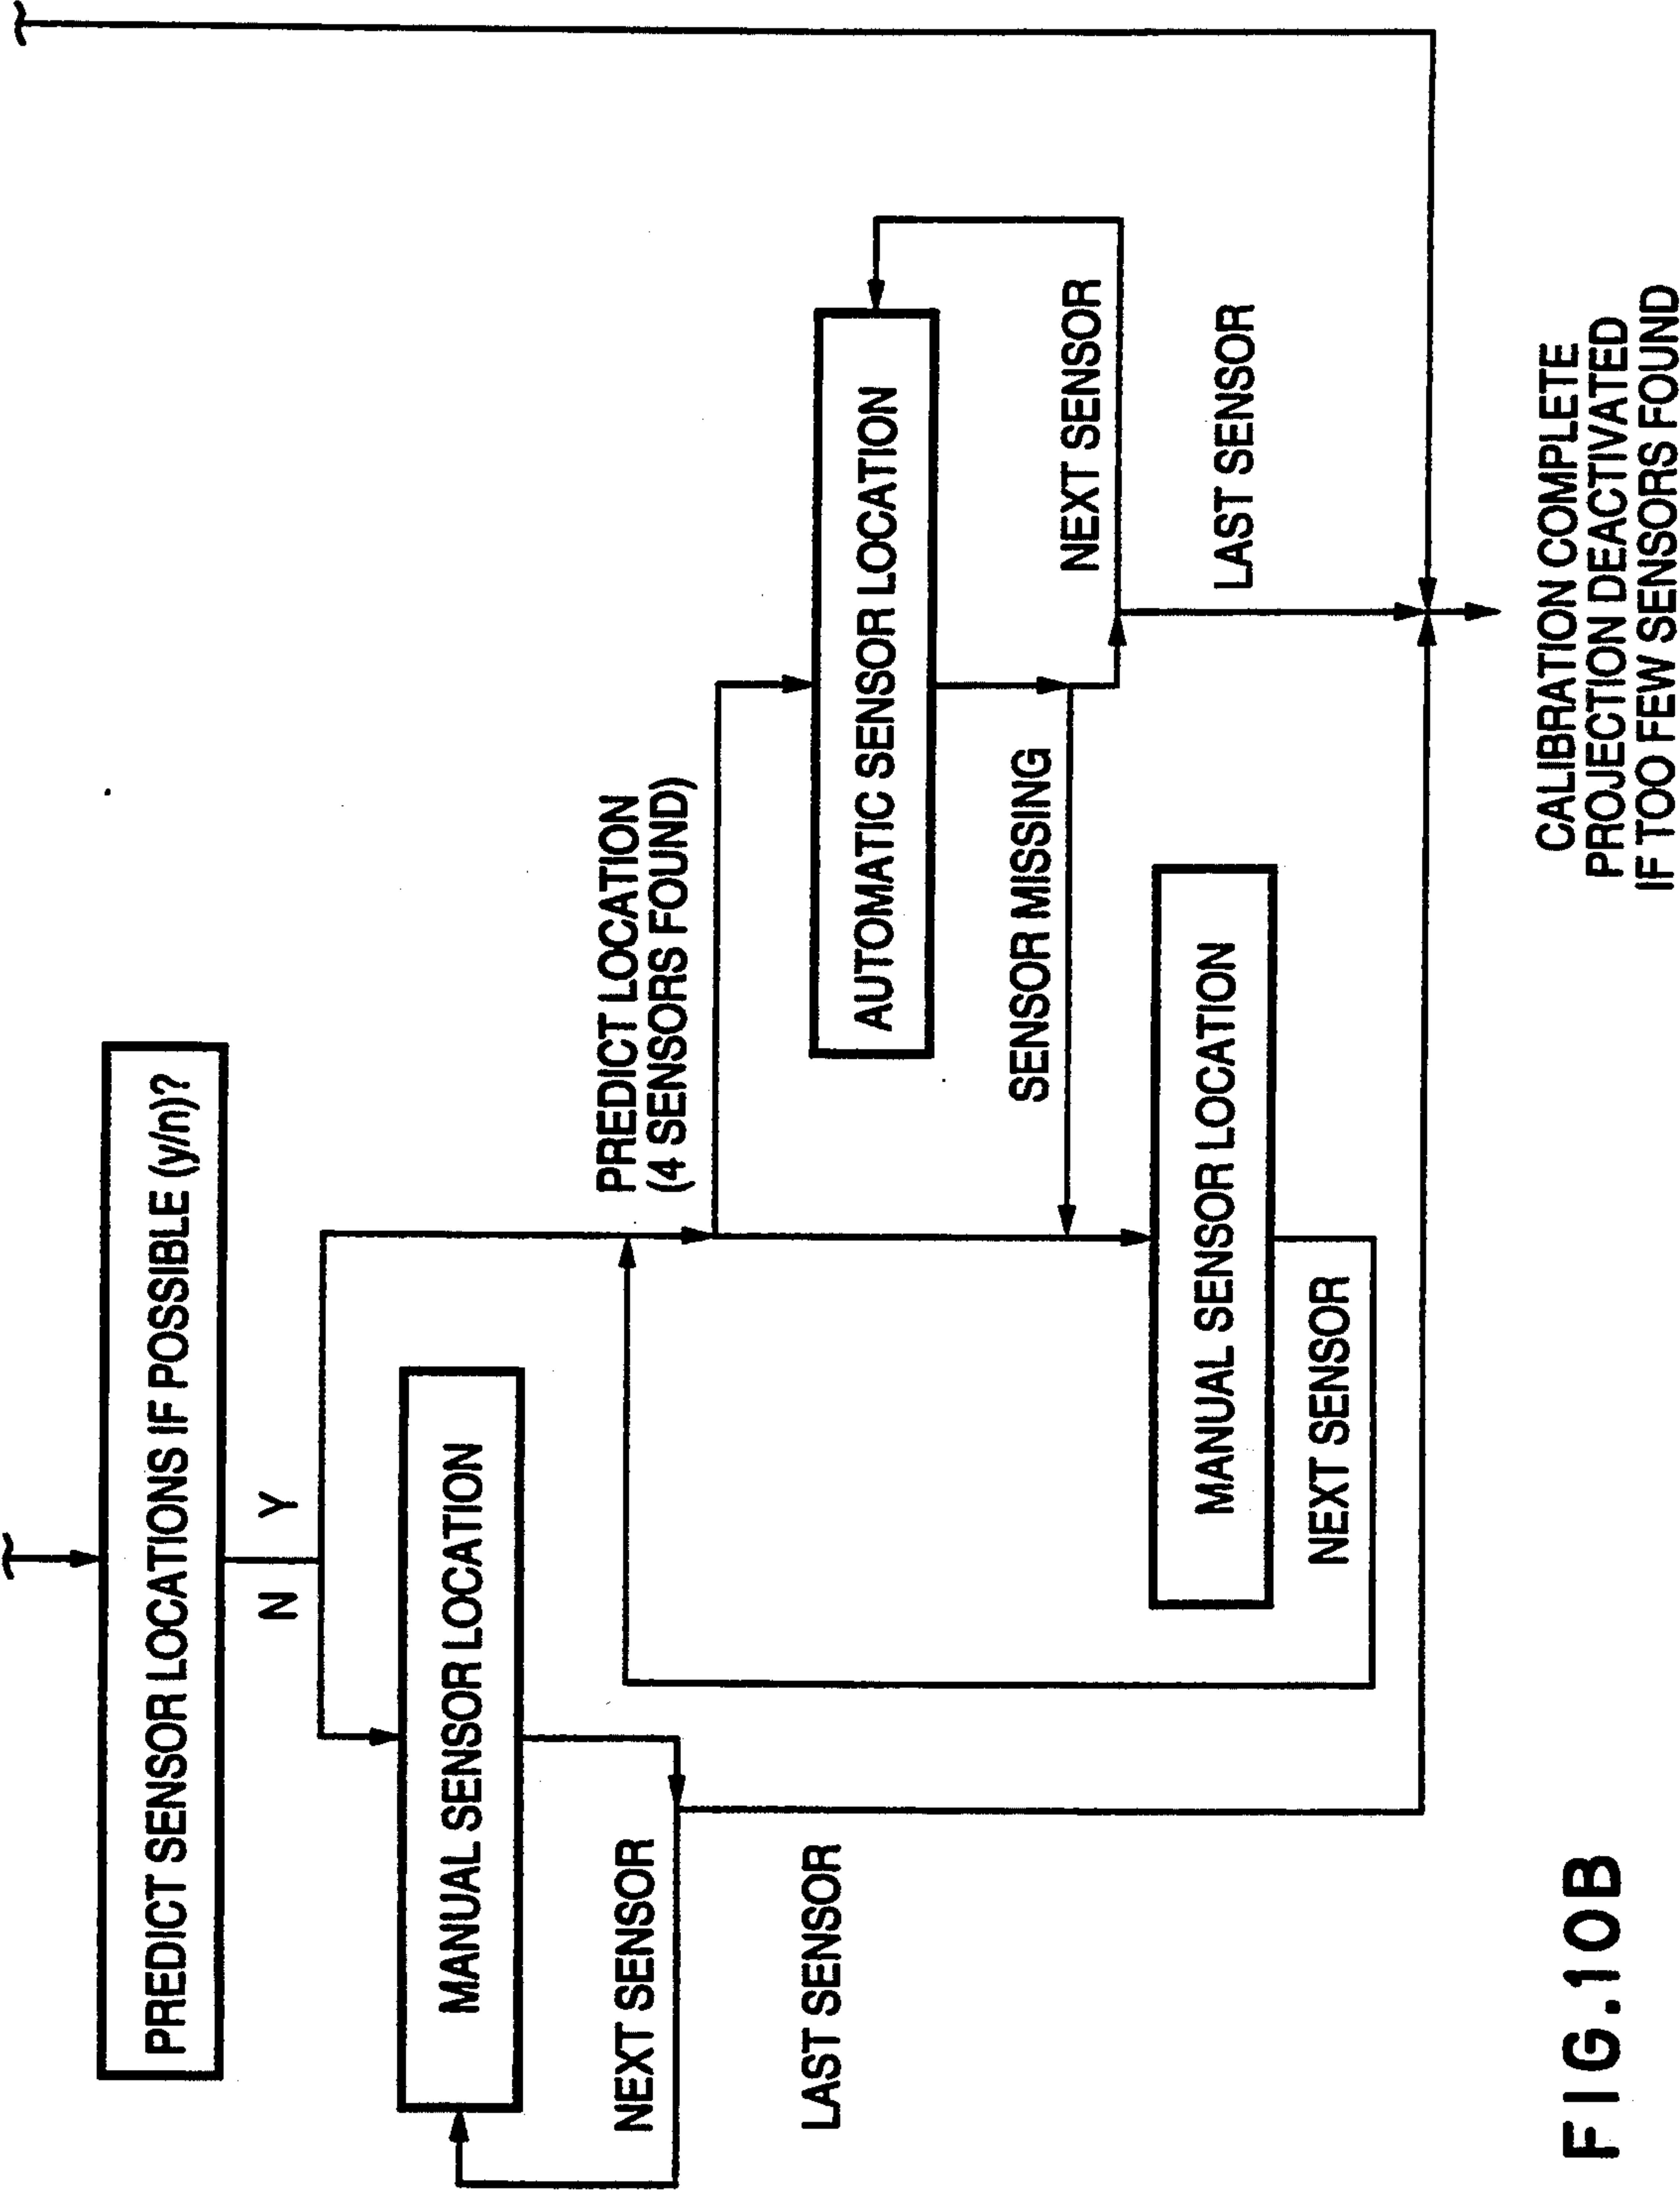 PREDICT SENSOR LOCATIONS IF POSSIBLE (y/n)?
N
Y
MANUAL SENSOR LOCATION
NEXT SENSOR
LAST SENSOR
PREDICT LOCATION
(4 SENSORS FOUND)
AUTOMATIC SENSOR LOCATION
SENSOR MISSING
NEXT SENSOR
LAST SENSOR
MANUAL SENSOR LOCATION
NEXT SENSOR
CALIBRATION COMPLETE
PROJECTION DEACTIVATED
IF TOO FEW SENSORS FOUND
FIG.10B